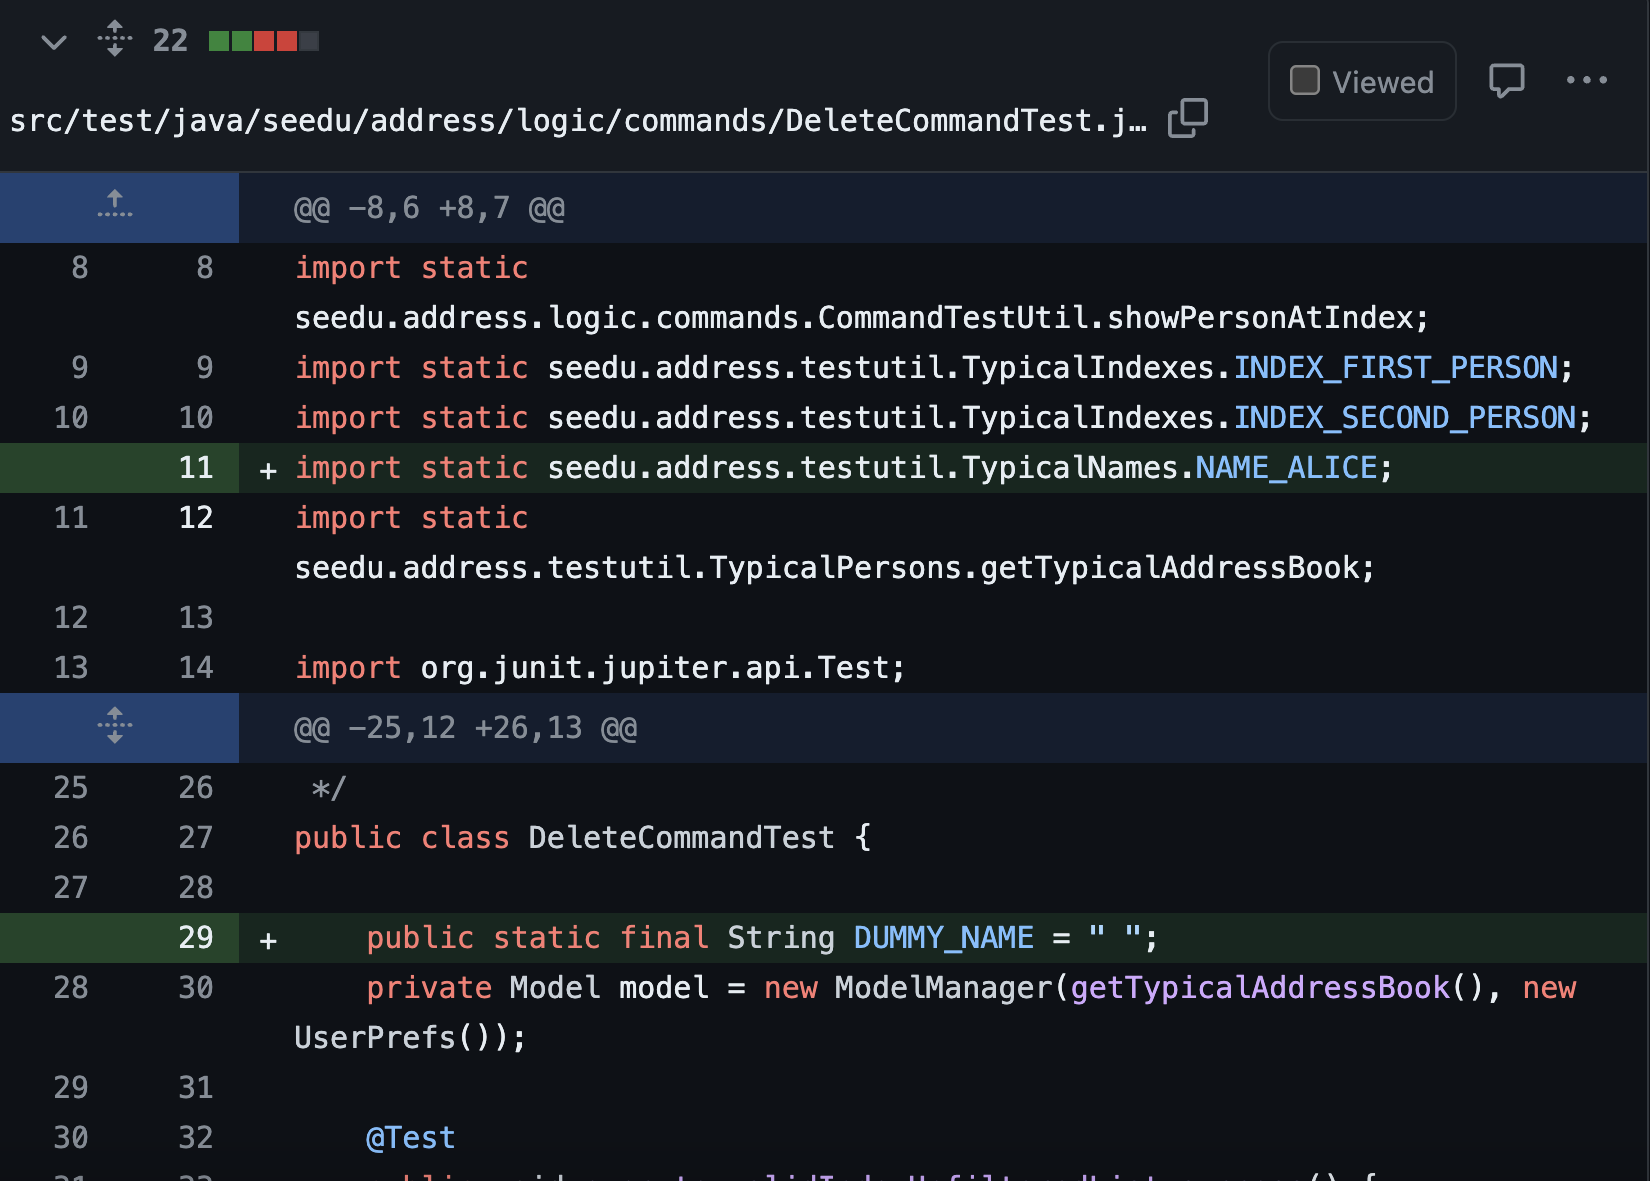 22
Viewed
src/test/java/seedu/address/logic/commands/DeleteCommandTest.j…
@@ -8,6 +8,7 @@
8 8 import static
seedu.address.logic.commands.CommandTestUtil.showPersonAtIndex;
9 9 import static seedu.address.testutil.TypicalIndexes.INDEX_FIRST_PERSON;
10 10 import static seedu.address.testutil.TypicalIndexes.INDEX_SECOND_PERSON;
11 + import static seedu.address.testutil.TypicalNames.NAME_ALICE;
11 12 import static
seedu.address.testutil.TypicalPersons.getTypicalAddressBook;
12 13
13 14 import org.junit.jupiter.api.Test;
@@ -25,12 +26,13 @@
25 26 */
26 27 public class DeleteCommandTest {
27 28
29 + public static final String DUMMY_NAME = " ";
28 30 private Model model = new ModelManager(getTypicalAddressBook(), new
UserPrefs());
29 31
30 32 @Test